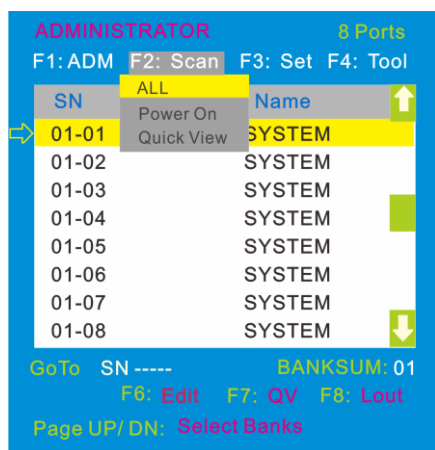 ADMINISTRATOR 8 Ports
F1: ADM F2: Scan F3: Set F4: Tool
ALL
SN Name
Power On
01-01 Quick View SYSTEM
01-02 SYSTEM
01-03 SYSTEM
01-04 SYSTEM
01-05 SYSTEM
01-06 SYSTEM
01-07 SYSTEM
01-08 SYSTEM
GoTo SN ----- BANKSUM: 01
F6: Edit F7: QV F8: Lout
Page UP/ DN: Select Banks